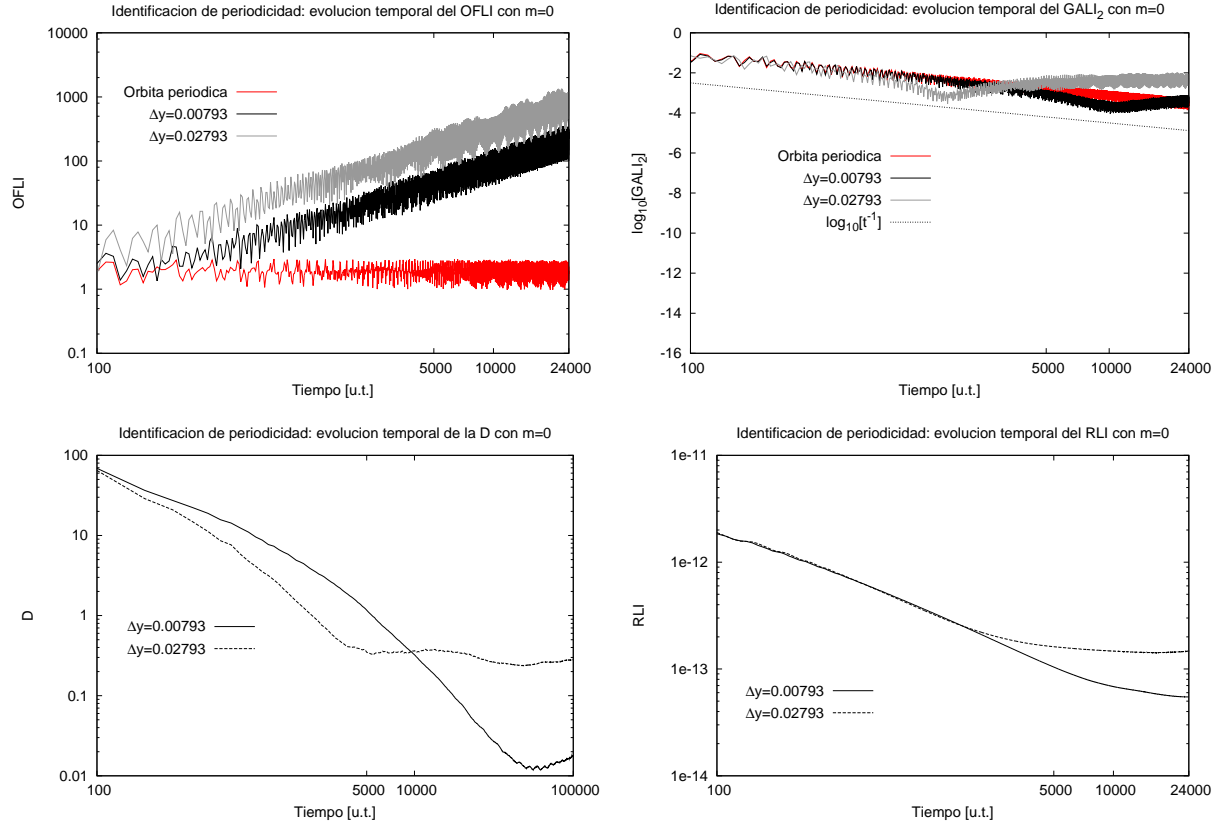 Identificacion de periodicidad: evolucion temporal del OFLI con m=0
10000
1000
100
10
1
0.1
OFLI
Orbita periodica
Δy=0.00793
Δy=0.02793
100
5000
10000
24000
Tiempo [u.t.]
Identificacion de periodicidad: evolucion temporal del GALI₂ con m=0
0
-2
-4
-6
-8
-10
-12
-14
-16
log₁₀[GALI₂]
Orbita periodica
Δy=0.00793
Δy=0.02793
log₁₀[t⁻¹]
100
5000
10000
24000
Tiempo [u.t.]
Identificacion de periodicidad: evolucion temporal de la D con m=0
100
10
1
0.1
0.01
D
Δy=0.00793
Δy=0.02793
100
5000
10000
100000
Tiempo [u.t.]
Identificacion de periodicidad: evolucion temporal del RLI con m=0
1e-11
1e-12
1e-13
1e-14
RLI
Δy=0.00793
Δy=0.02793
100
5000
10000
24000
Tiempo [u.t.]